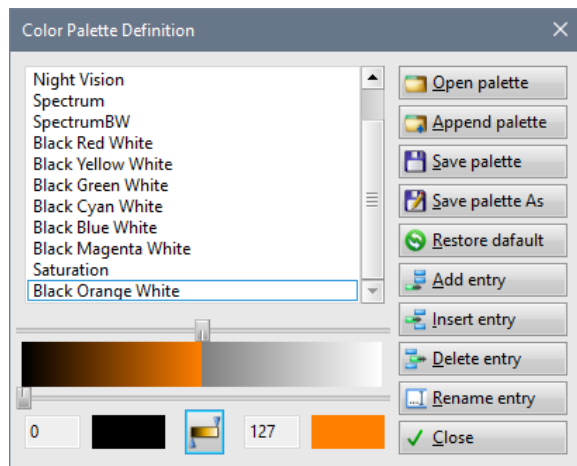 Color Palette Definition
Night Vision
Spectrum
SpectrumBW
Black Red White
Black Yellow White
Black Green White
Black Cyan White
Black Blue White
Black Magenta White
Saturation
Black Orange White
Open palette
Append palette
Save palette
Save palette As
Restore dafault
Add entry
Insert entry
Delete entry
Rename entry
Close
0
127